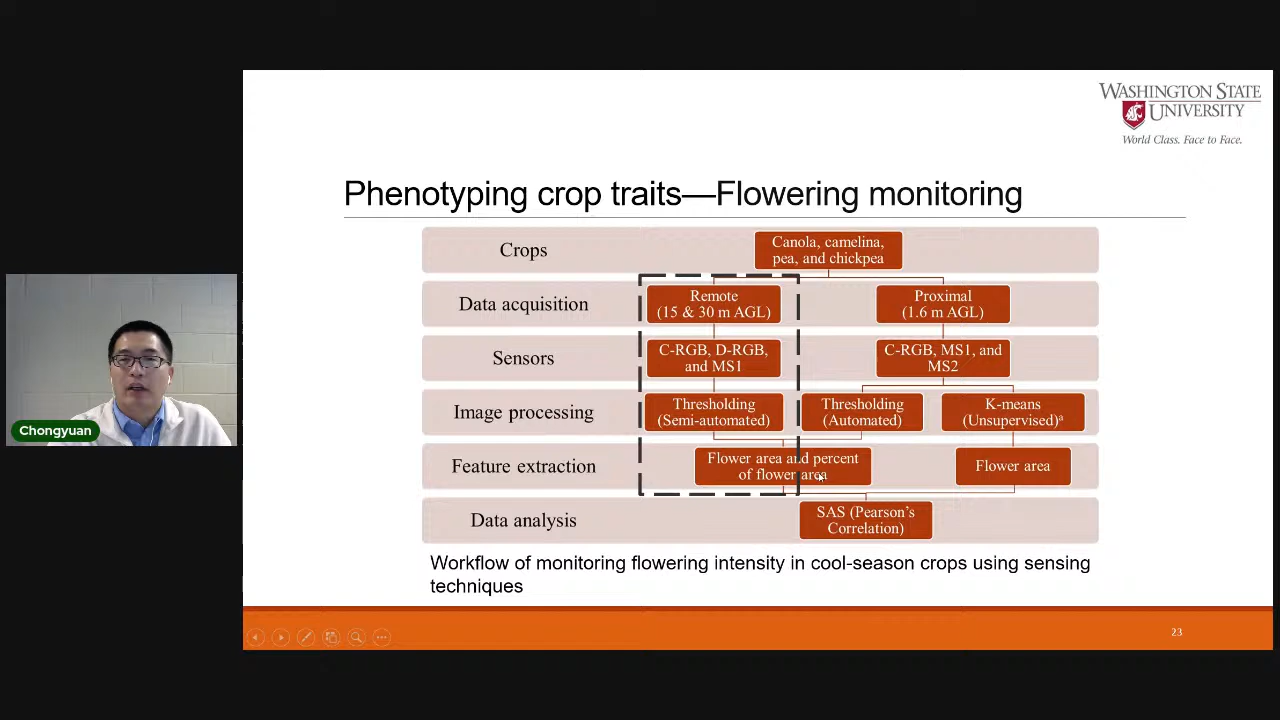 WASHINGTON STATE
UNIVERSITY
World Class. Face to Face.
Phenotyping crop traits—Flowering monitoring
Crops
Canola, camelina,
pea, and chickpea
Data acquisition
Remote
(15 & 30 m AGL)
Proximal
(1.6 m AGL)
Sensors
C-RGB, D-RGB,
and MS1
C-RGB, MS1, and
MS2
Image processing
Thresholding
(Semi-automated)
Thresholding
(Automated)
K-means
(Unsupervised)ᵃ
Feature extraction
Flower area and percent
of flower area
Flower area
Data analysis
SAS (Pearson's
Correlation)
Workflow of monitoring flowering intensity in cool-season crops using sensing
techniques
23
Chongyuan